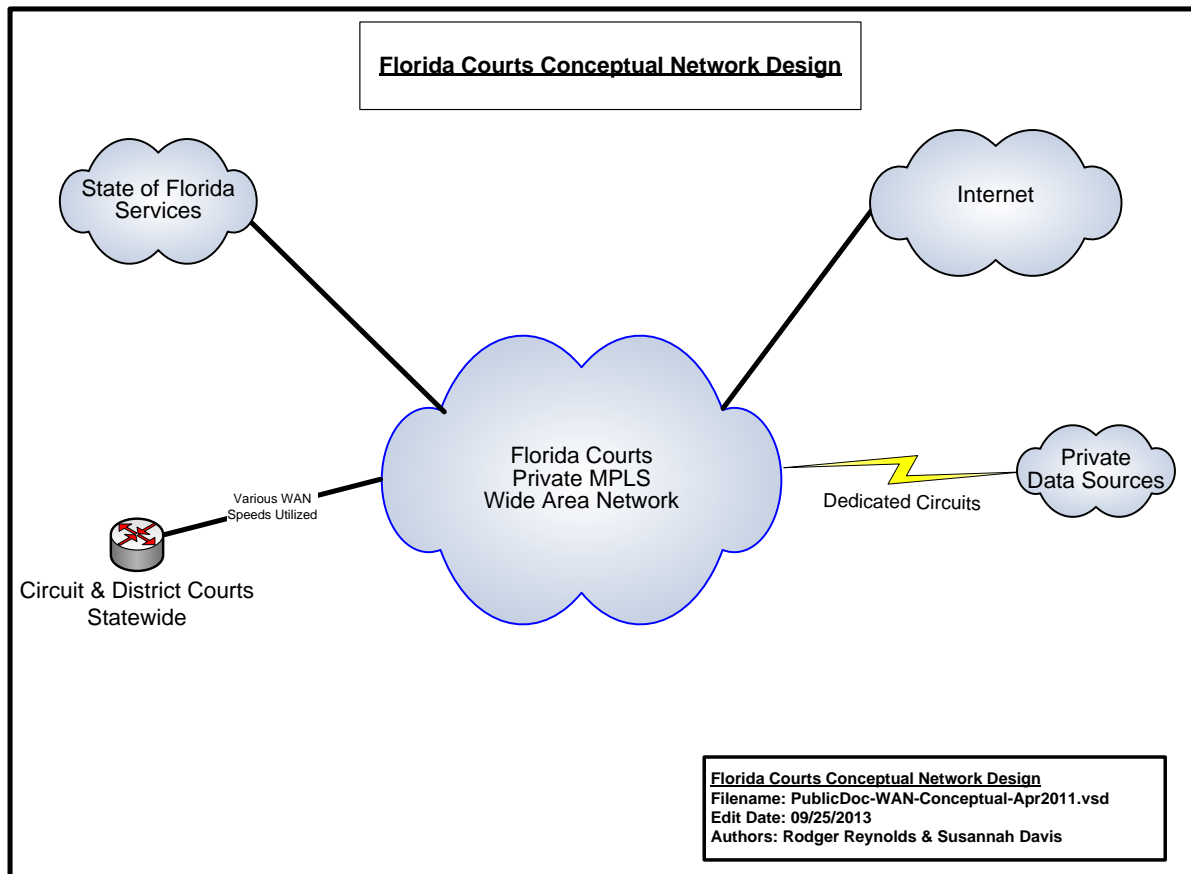 Florida Courts Conceptual Network Design
State of Florida
Services
Internet
Florida Courts
Private MPLS
Wide Area Network
Private
Data Sources
Dedicated Circuits
Various WAN
Speeds Utilized
Circuit & District Courts
Statewide
Florida Courts Conceptual Network Design
Filename: PublicDoc-WAN-Conceptual-Apr2011.vsd
Edit Date: 09/25/2013
Authors: Rodger Reynolds & Susannah Davis